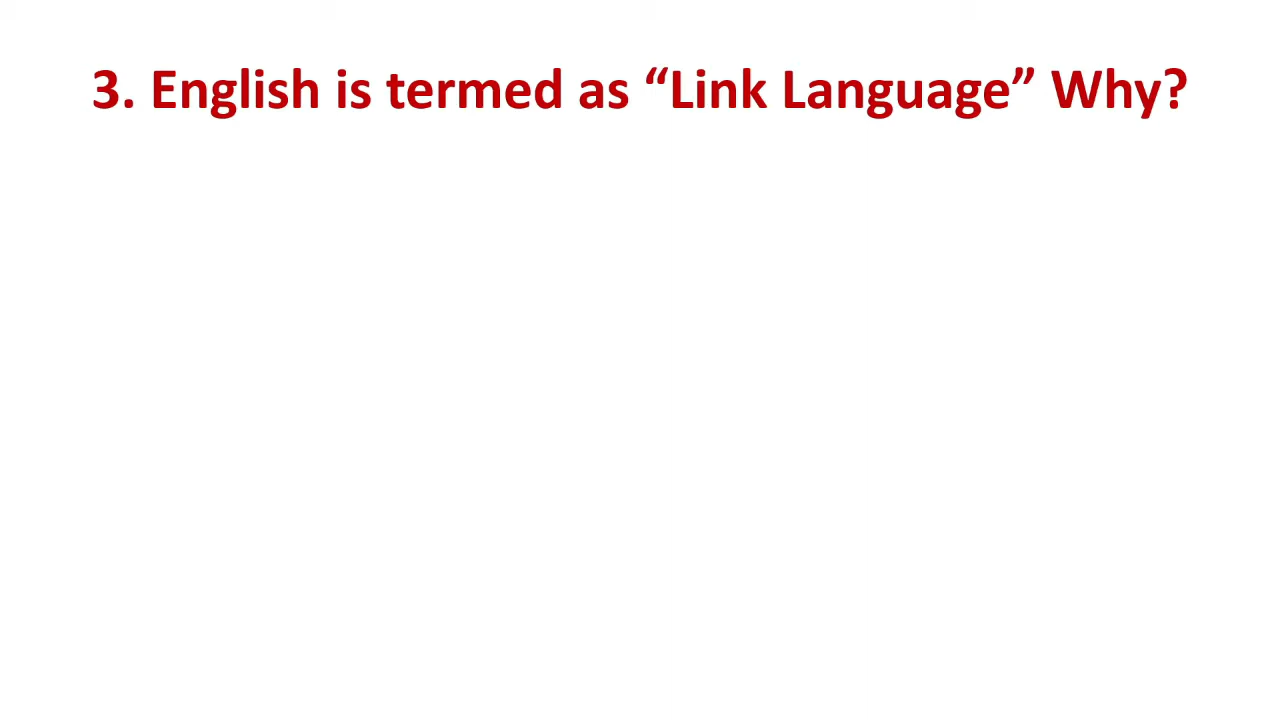 3. English is termed as “Link Language” Why?